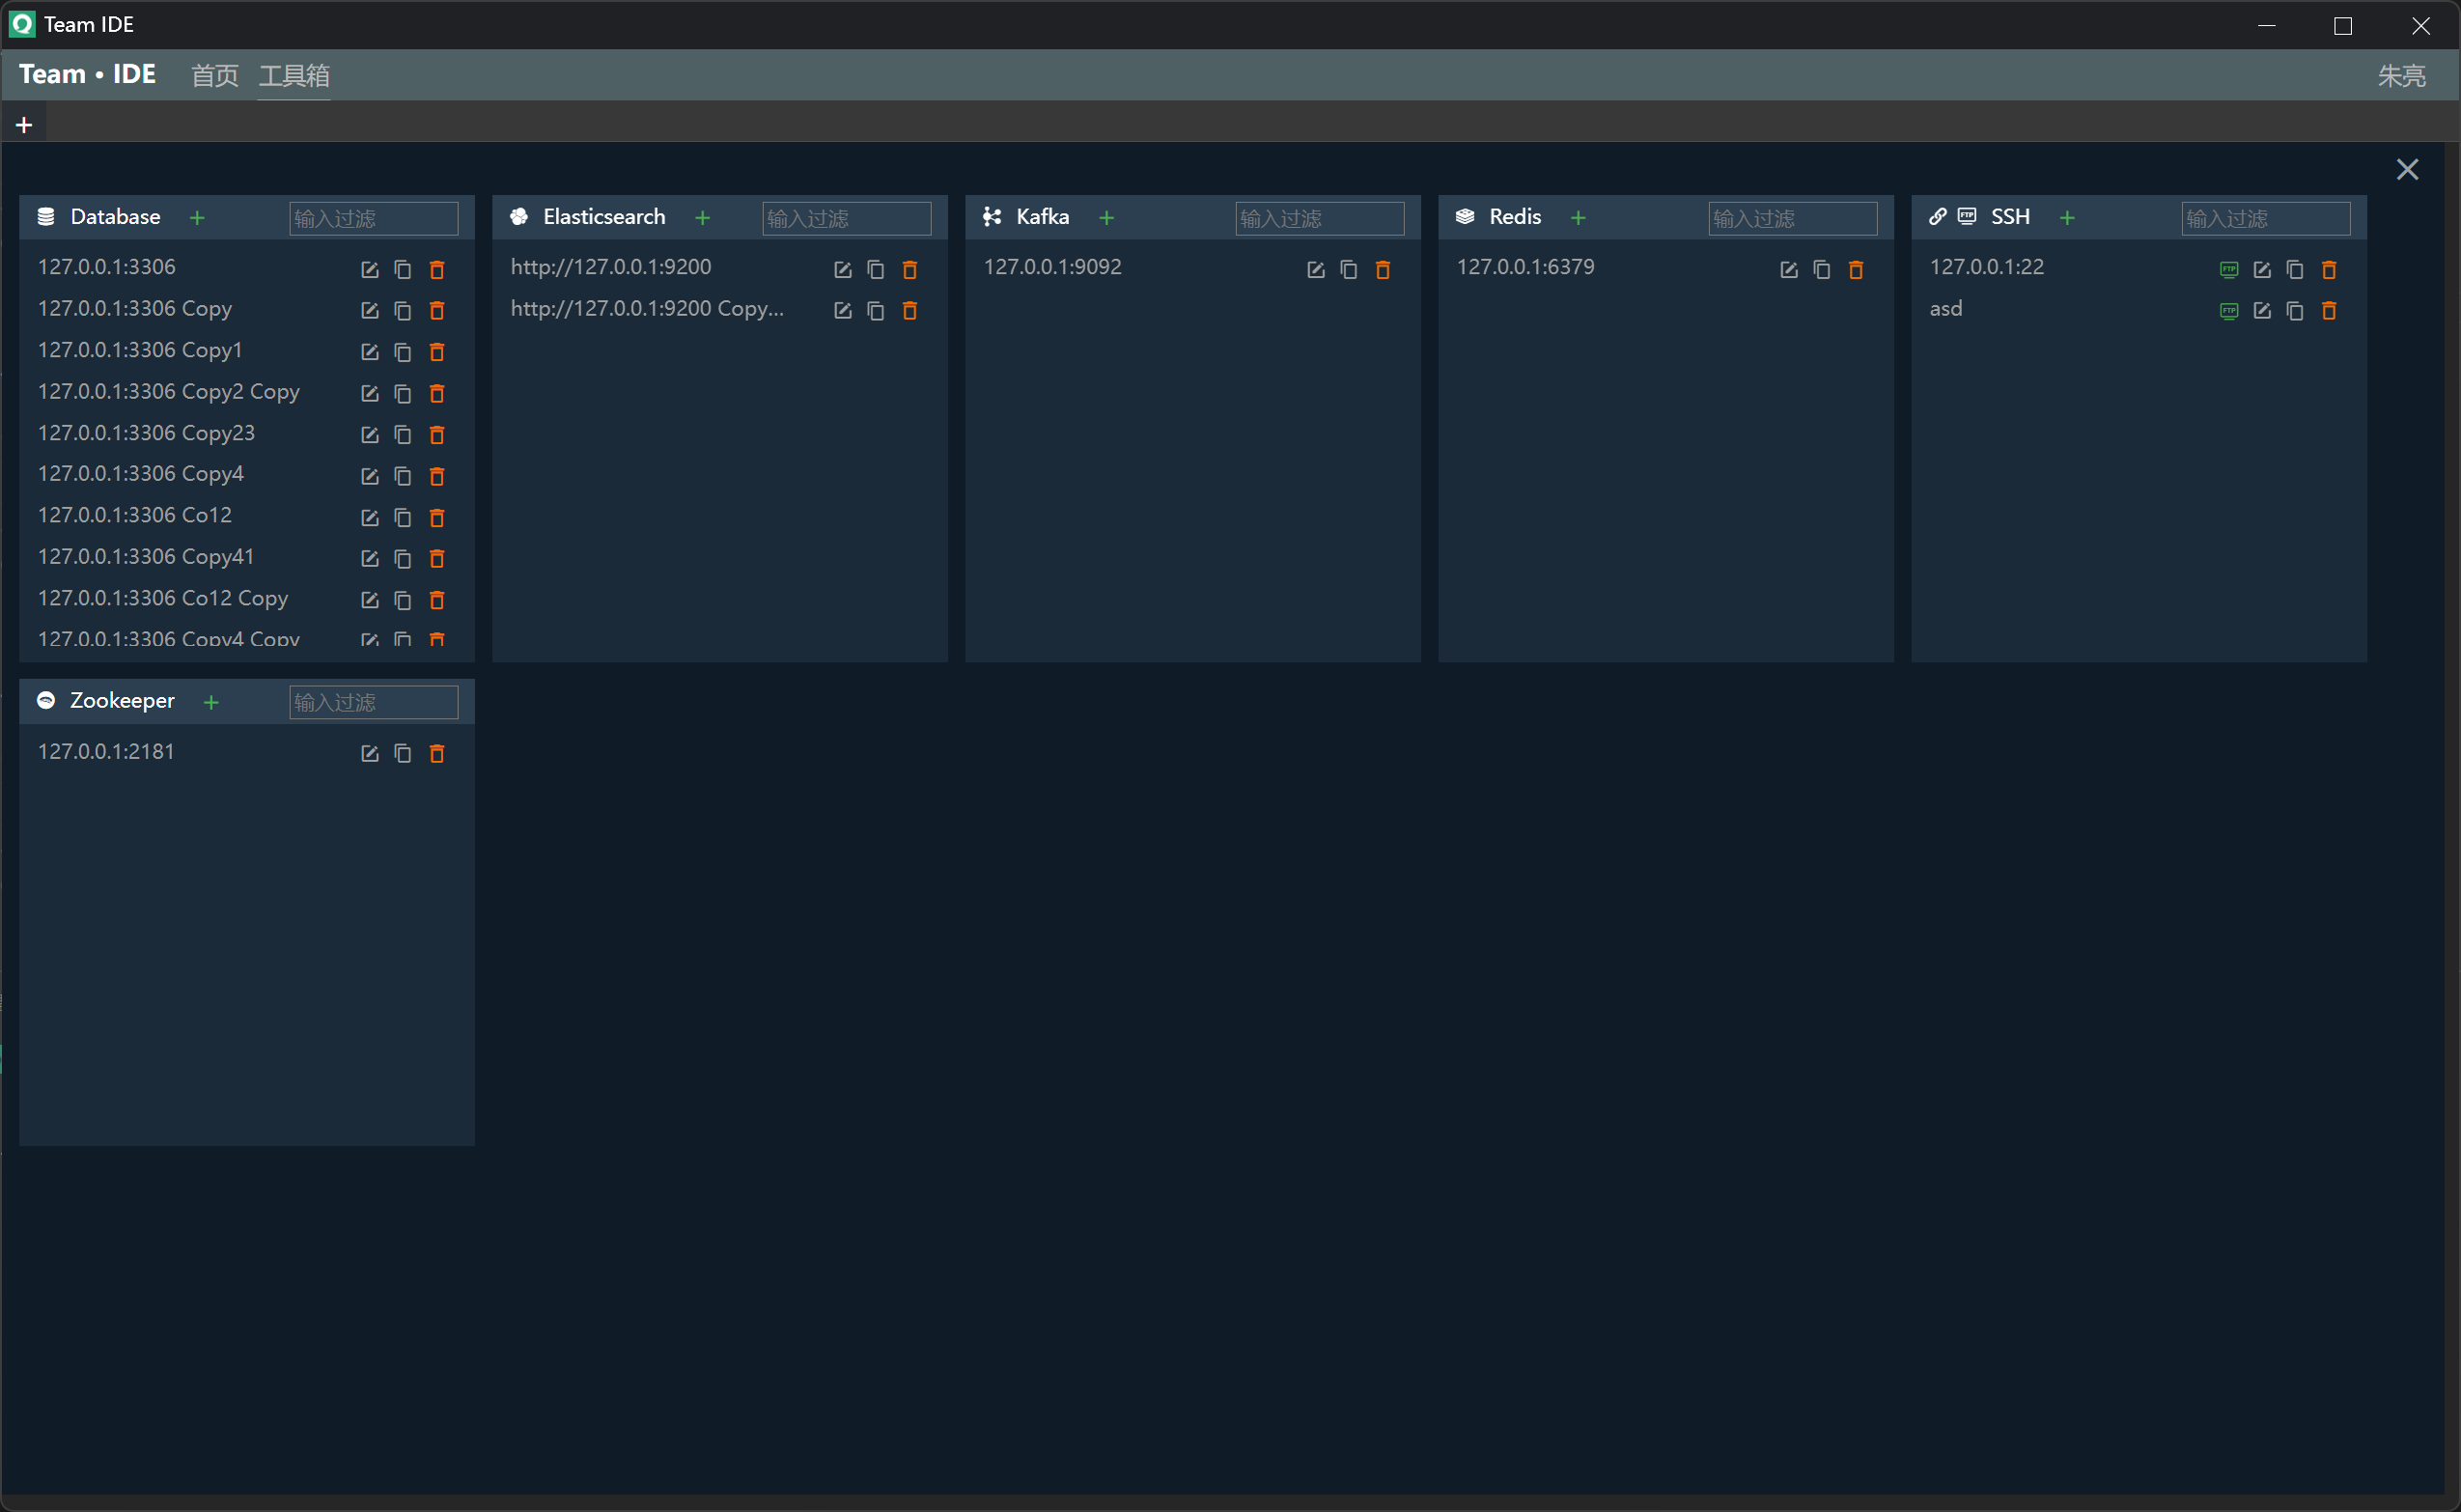 Team IDE
Team • IDE 首页 工具箱 朱亮
+
Database + 输入过滤
127.0.0.1:3306
127.0.0.1:3306 Copy
127.0.0.1:3306 Copy1
127.0.0.1:3306 Copy2 Copy
127.0.0.1:3306 Copy23
127.0.0.1:3306 Copy4
127.0.0.1:3306 Co12
127.0.0.1:3306 Copy41
127.0.0.1:3306 Co12 Copy
127.0.0.1:3306 Copy4 Copy
Elasticsearch + 输入过滤
http://127.0.0.1:9200
http://127.0.0.1:9200 Copy...
Kafka + 输入过滤
127.0.0.1:9092
Redis + 输入过滤
127.0.0.1:6379
FTP SSH + 输入过滤
127.0.0.1:22 FTP
asd FTP
Zookeeper + 输入过滤
127.0.0.1:2181